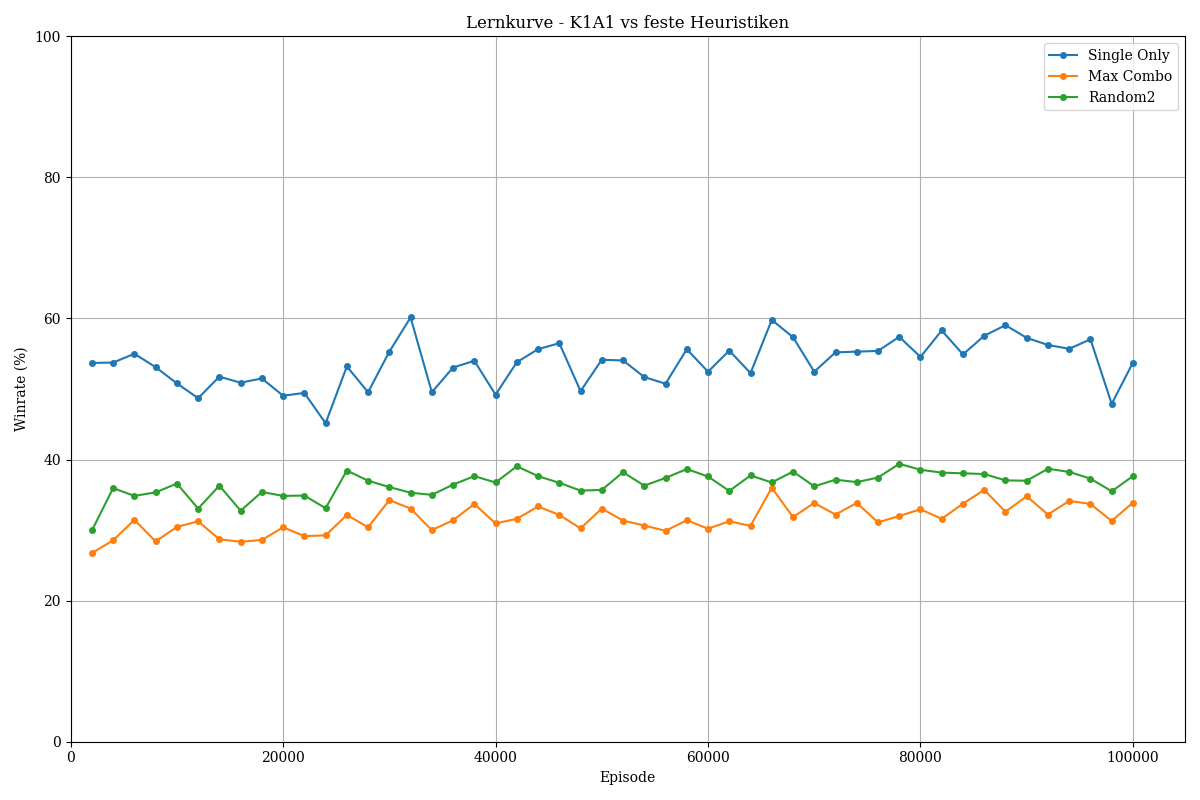 Lernkurve - K1A1 vs feste Heuristiken
Single Only
Max Combo
Random2
Winrate (%)
100
80
60
40
20
0
0 20000 40000 60000 80000 100000
Episode